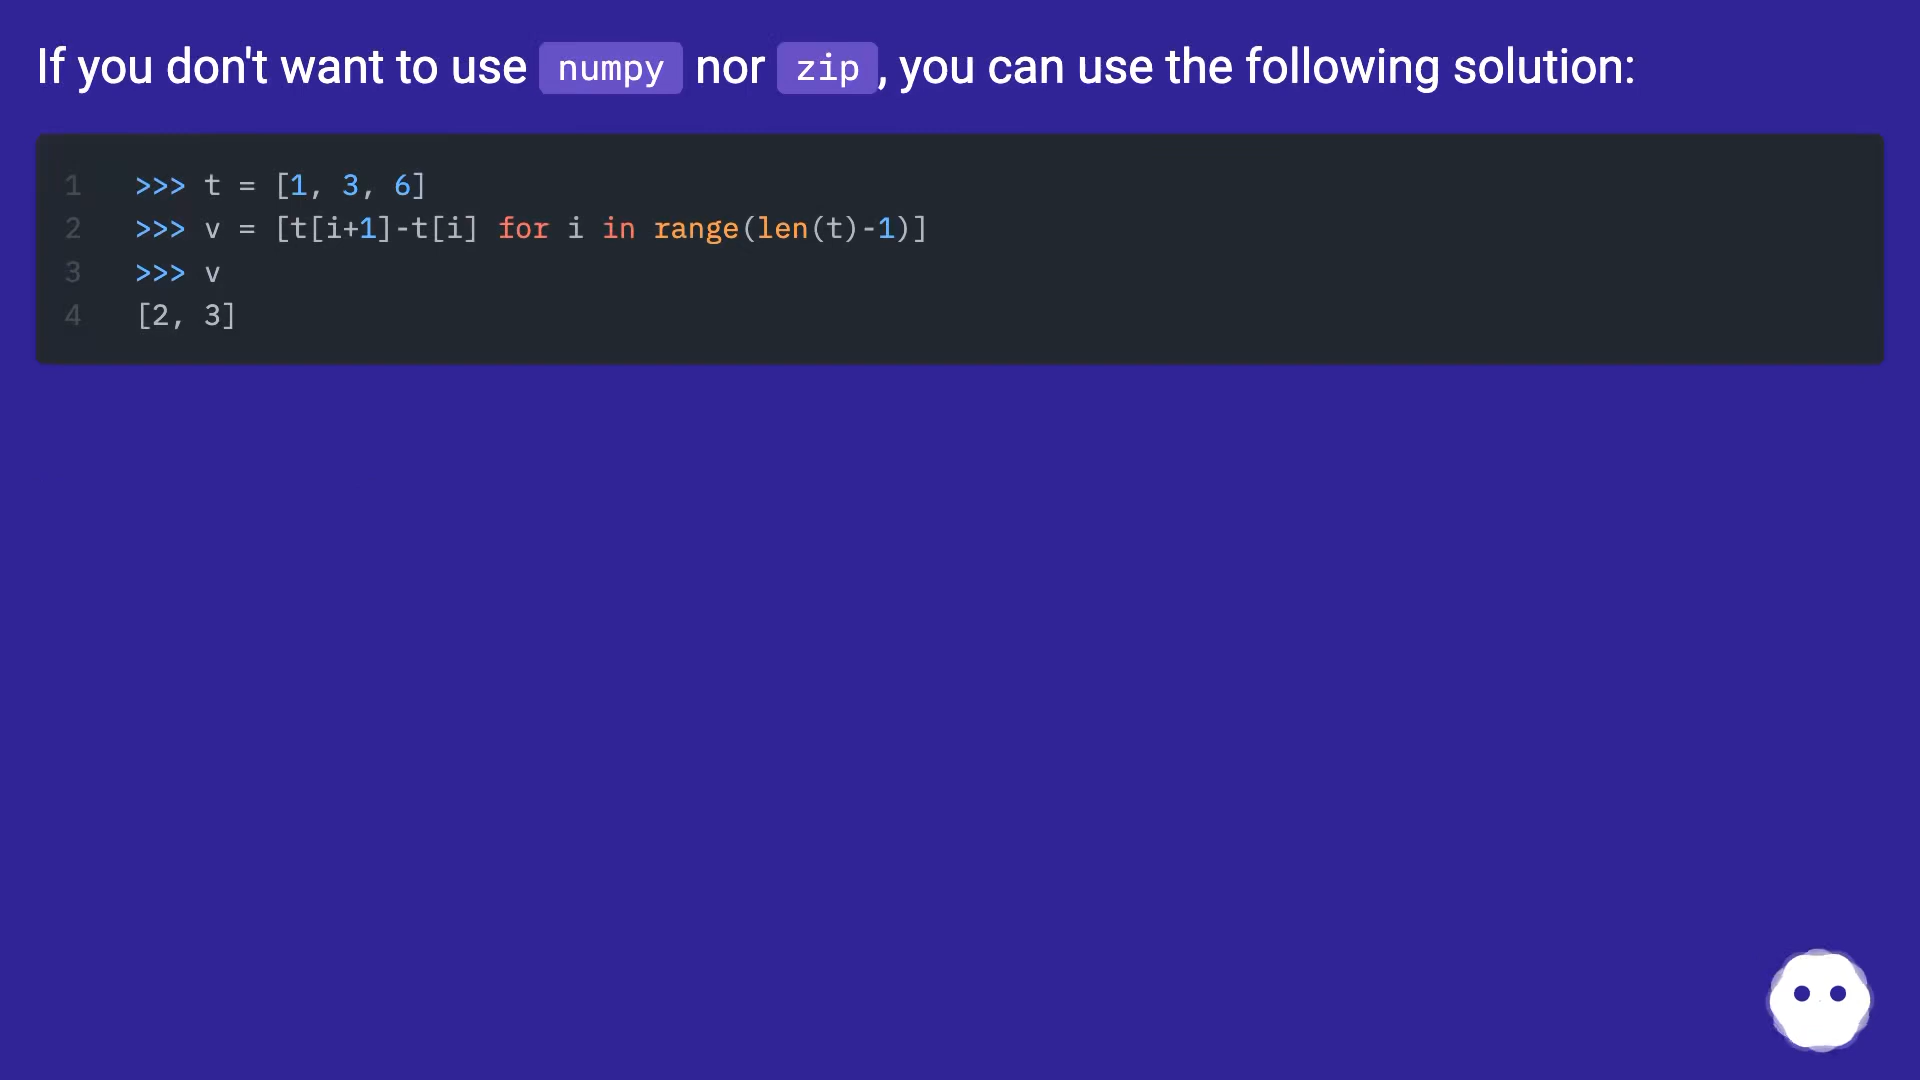 If you don't want to use numpy nor zip, you can use the following solution:
1 >>> t = [1, 3, 6]
2 >>> v = [t[i+1]-t[i] for i in range(len(t)-1)]
3 >>> v
4 [2, 3]